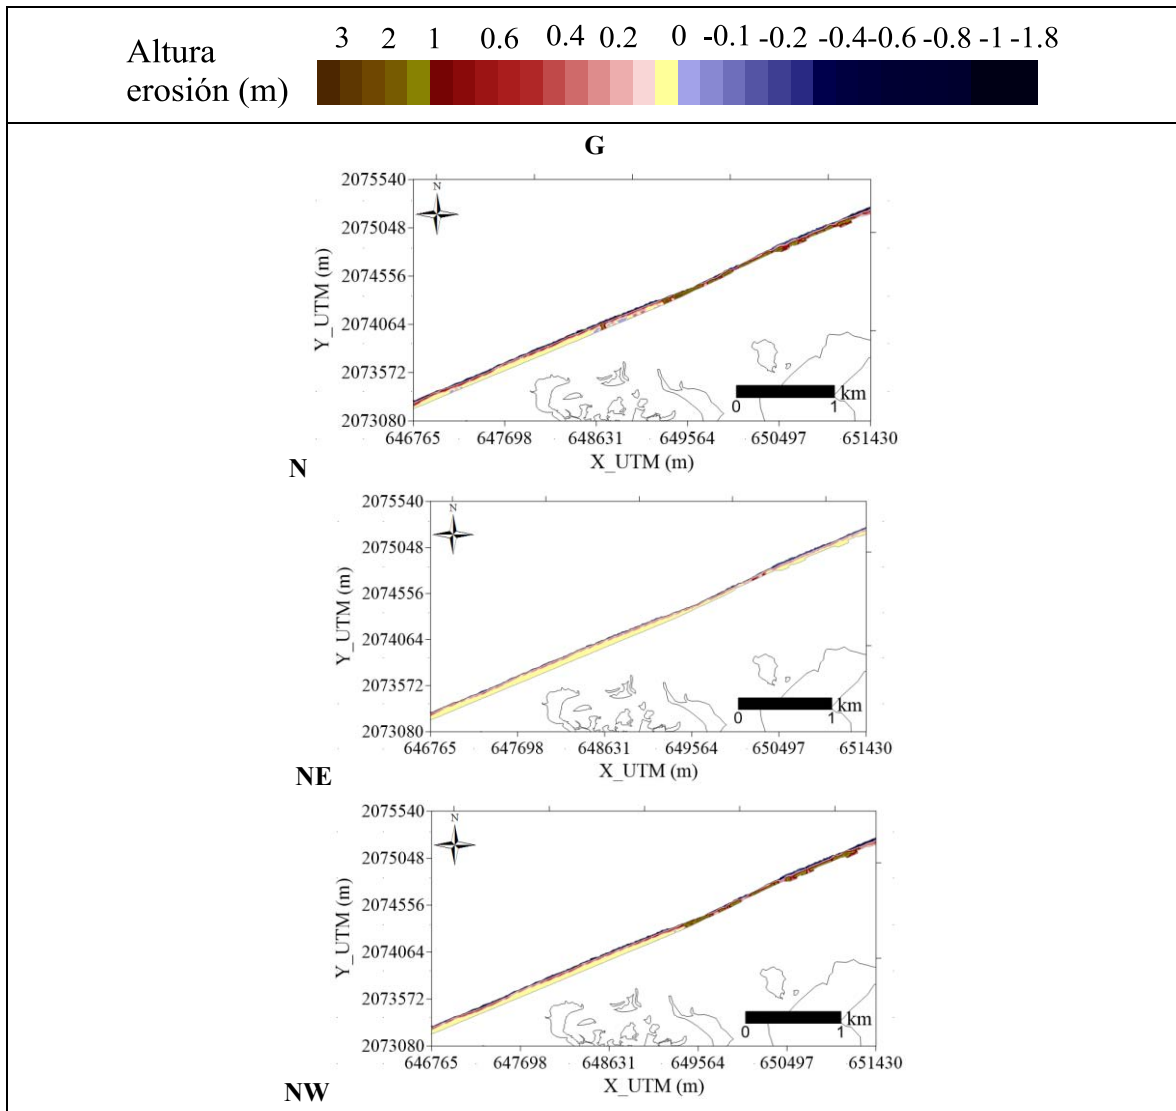 3 2 1 0.6 0.4 0.2 0 -0.1 -0.2 -0.4 -0.6 -0.8 -1 -1.8
Altura
erosión (m)
G
2075540
N
2075048
2074556
2074064
2073572
2073080
Y_UTM (m)
km
0 1
646765 647698 648631 649564 650497 651430
X_UTM (m)
N
2075540
N
2075048
2074556
2074064
2073572
2073080
Y_UTM (m)
km
0 1
646765 647698 648631 649564 650497 651430
X_UTM (m)
NE
2075540
N
2075048
2074556
2074064
2073572
2073080
Y_UTM (m)
km
0 1
646765 647698 648631 649564 650497 651430
X_UTM (m)
NW